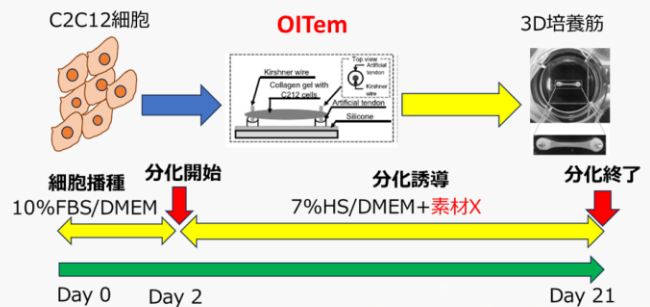 C2C12細胞
OITem
3D培養筋
Top view
Artificial
tendon
Kirshner
wire
Kirshner wire
Collagen gel with
C212 cells
Artificial tendon
Silicone
細胞播種
分化開始
分化誘導
分化終了
10%FBS/DMEM
7%HS/DMEM+素材X
Day 0
Day 2
Day 21